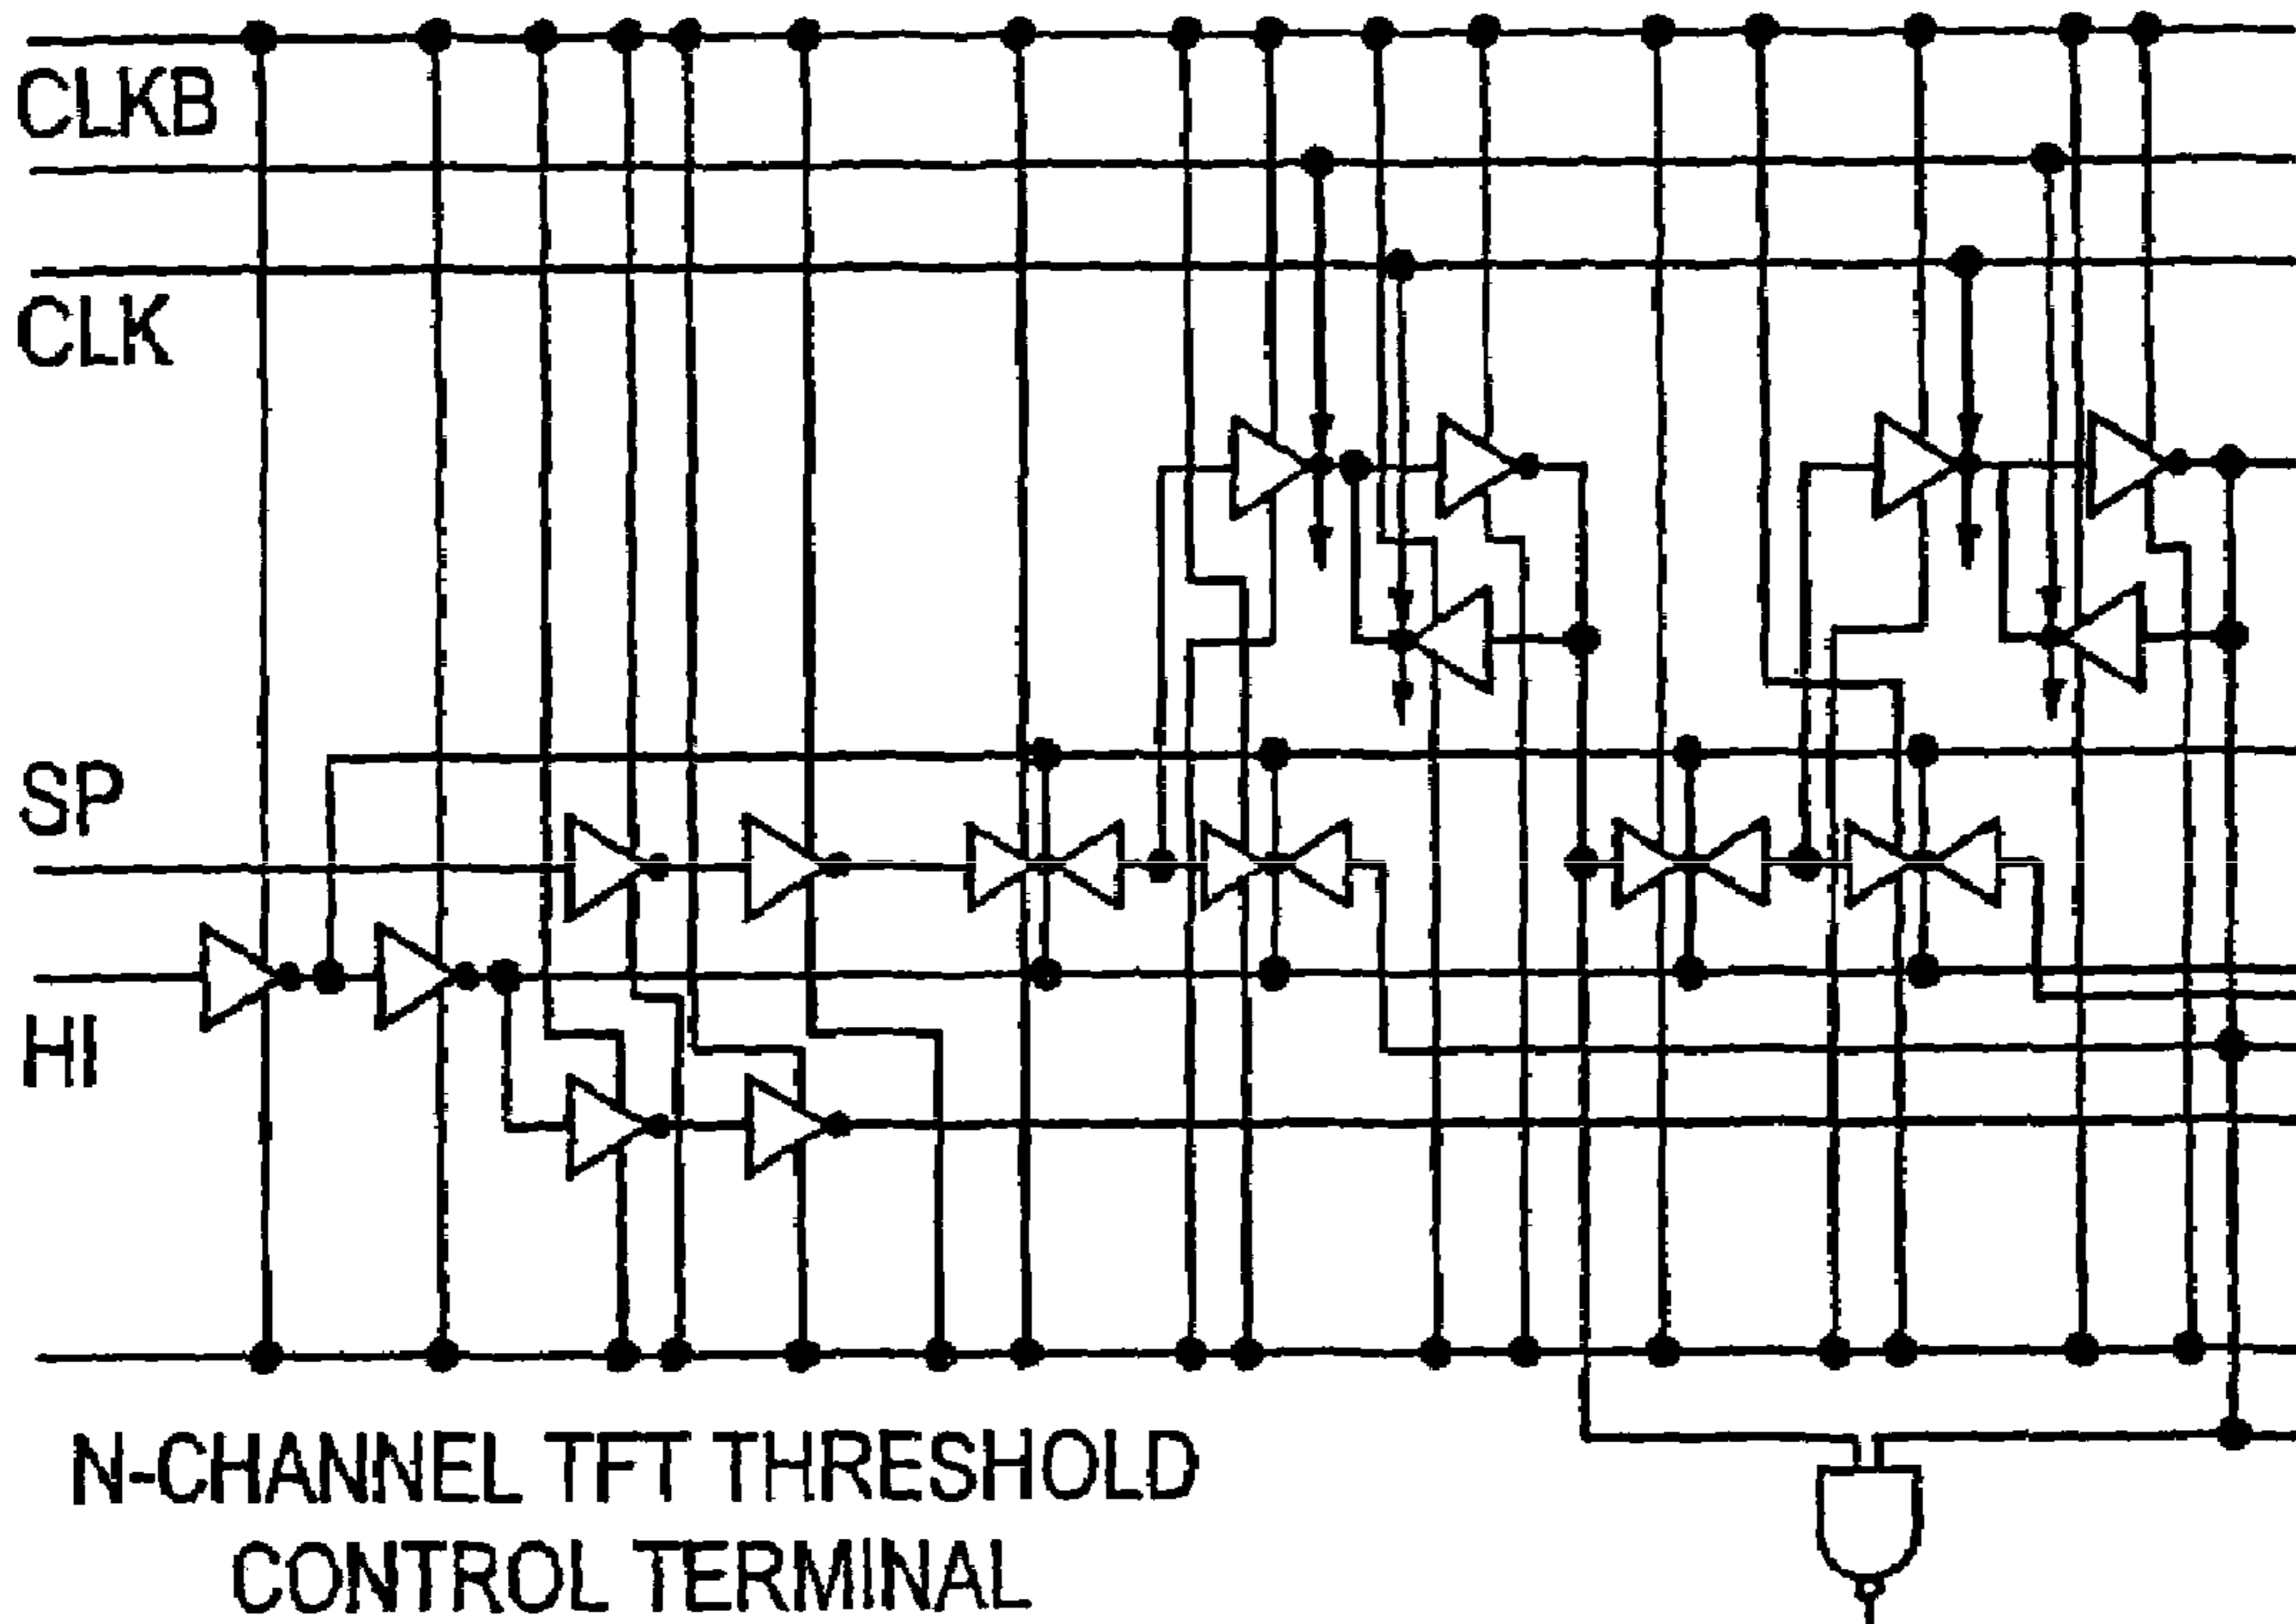 CLKB
CLK
SP
HI
N-CHANNEL TFT THRESHOLD
CONTROL TERMINAL